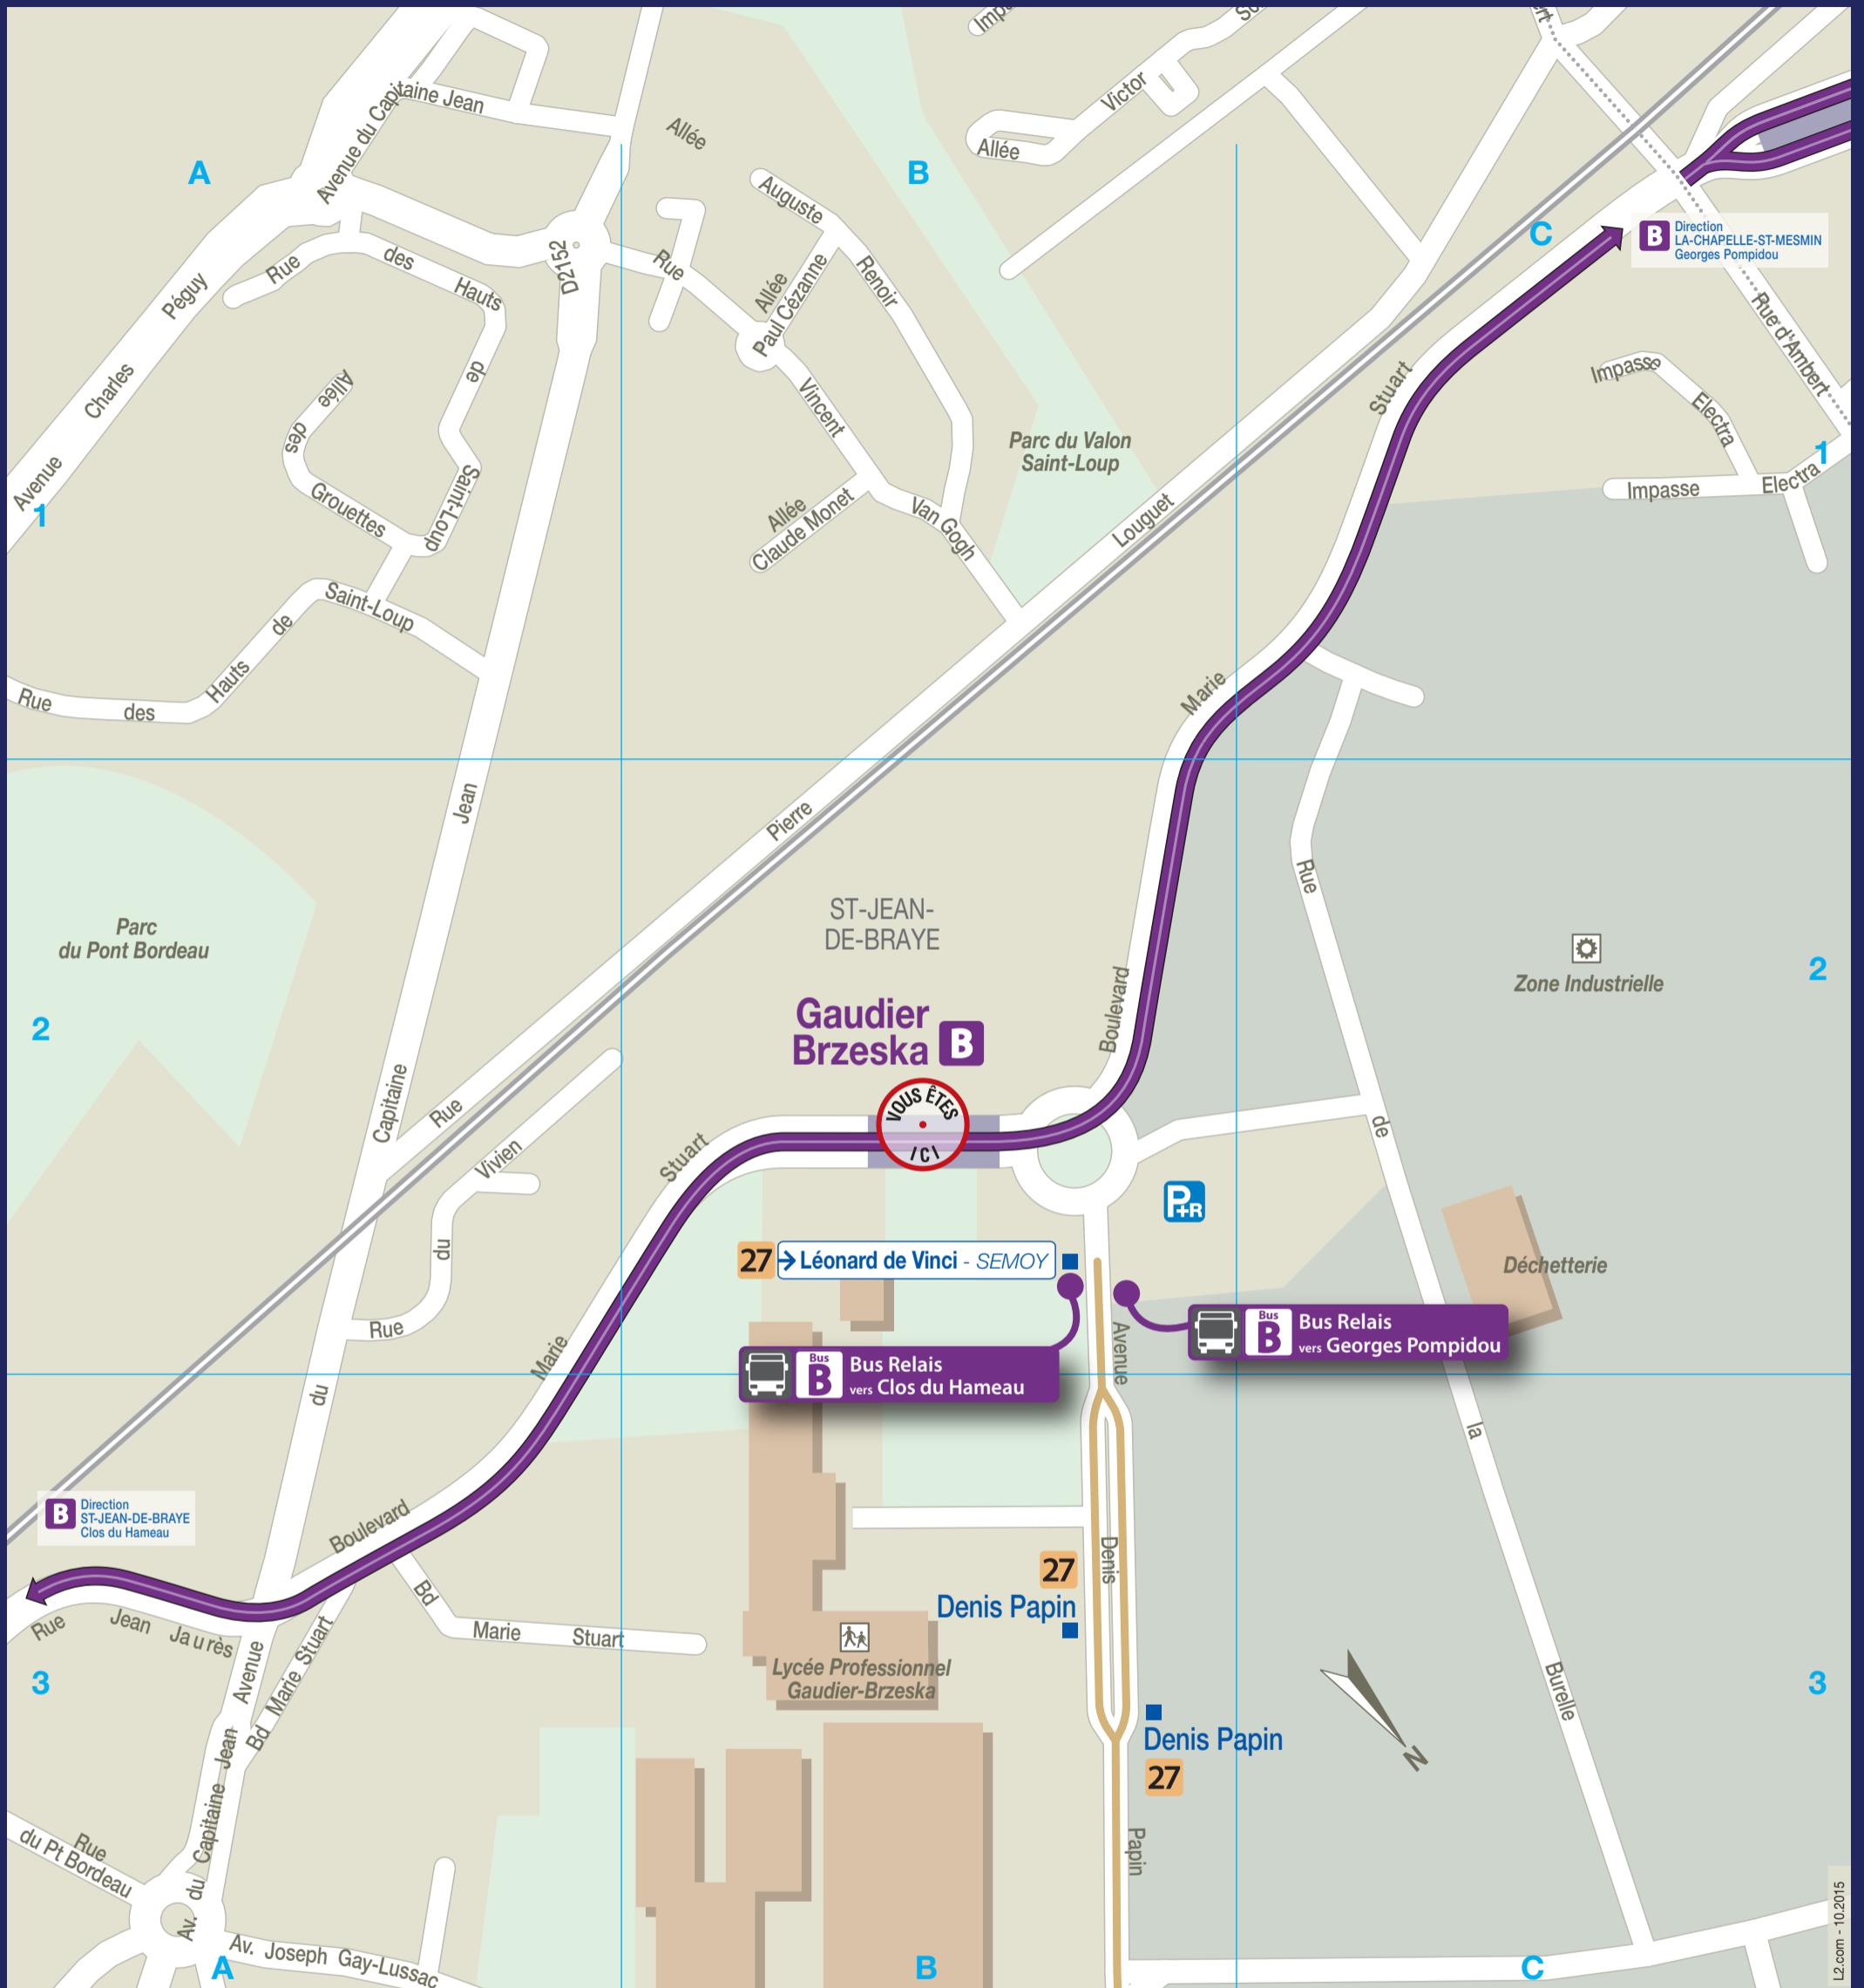 Impa
Sc
ert
Victor
Allée
Avenue du Capitaine Jean
Allée
A
B
C
Auguste
Renoir
Rue
des
Hauts
de
Saint-Loup
D2152
Rue
Allée
Paul Cézanne
Vincent
Van Gogh
B
Direction
LA-CHAPELLE-ST-MESMIN
Georges Pompidou
Rue d'Ambert
Impasse
Electra
Impasse
Electra
1
Avenue
Charles
Péguy
1
Allée
des
Grouettes
Allée
Claude Monet
Parc du Valon
Saint-Loup
Louguet
Stuart
Rue
des
Hauts
de
Saint-Loup
Marie
Jean
Pierre
Rue
ST-JEAN-
DE-BRAYE
Parc
du Pont Bordeau
Zone Industrielle
2
2
Gaudier
Brzeska B
Boulevard
VOUS ÊTES
ICI
Capitaine
Rue
Vivien
du
Rue
Stuart
de
P+R
27 → Léonard de Vinci - SEMOY
Déchetterie
Bus B Bus Relais
vers Georges Pompidou
Bus B Bus Relais
vers Clos du Hameau
Avenue
Marie
du
la
B
Direction
ST-JEAN-DE-BRAYE
Clos du Hameau
Boulevard
Denis
27
Denis Papin
Bd
Marie Stuart
Rue
Jean Jaurès
Avenue
Bd Marie Stuart
Lycée Professionnel
Gaudier-Brzeska
3
3
Burelle
Denis Papin
27
N
Papin
Rue
du Pt Bordeau
Av. du Capitaine Jean
Av. Joseph Gay-Lussac
A
B
C
L2.com - 10.2015